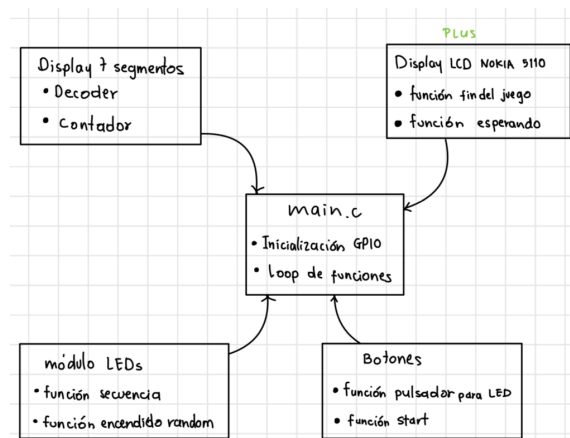 PLUS
Display 7 segmentos
• Decoder
• Contador
Display LCD NOKIA 5110
• función fin del juego
• función esperando
main.c
• Inicialización GPIO
• Loop de funciones
módulo LEDs
• función secuencia
• función encendido random
Botones
• función pulsador para LED
• función start